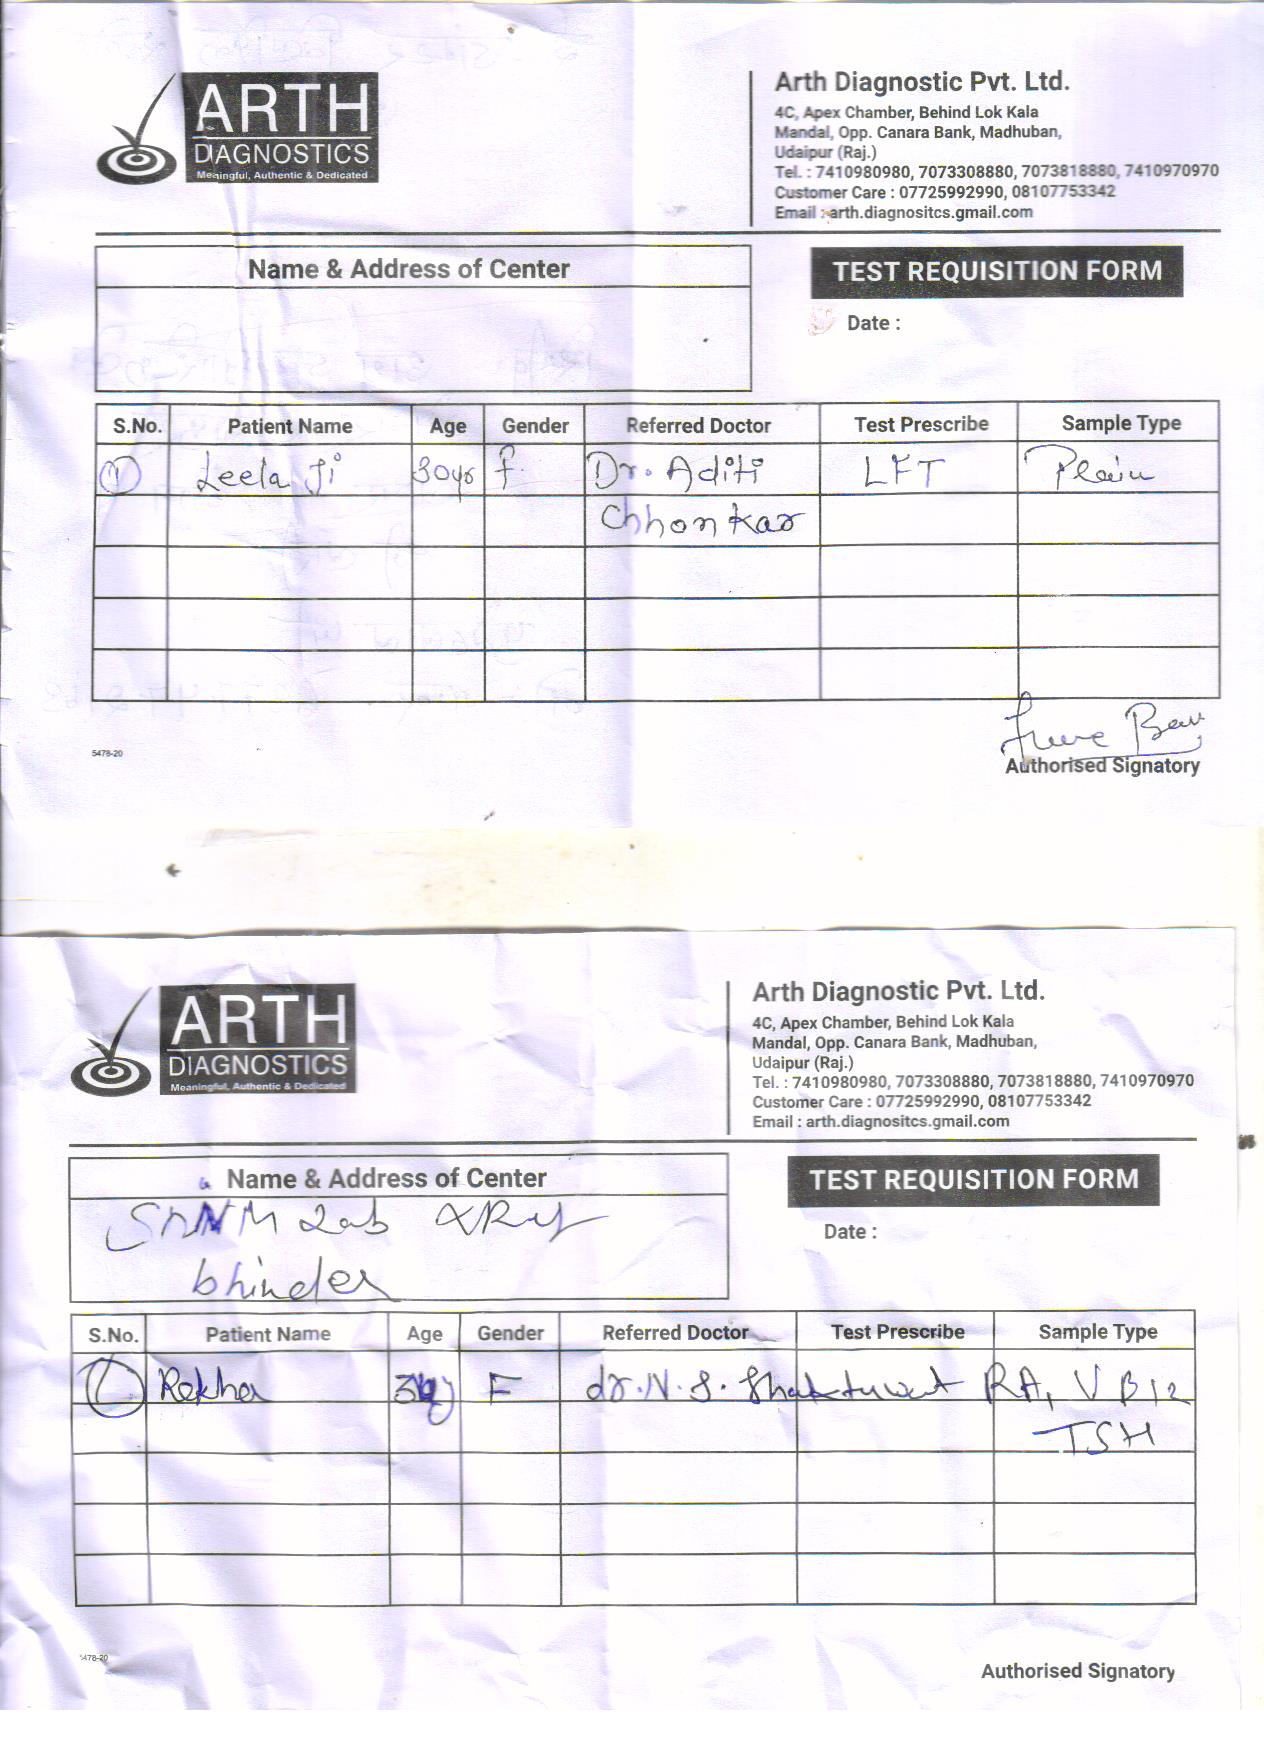 ARTH
DIAGNOSTICS
Meaningful, Authentic & Dedicated
Arth Diagnostic Pvt. Ltd.
4C, Apex Chamber, Behind Lok Kala
Mandal, Opp. Canara Bank, Madhuban,
Udaipur (Raj.)
Tel. : 7410980980, 7073308880, 7073818880, 7410970970
Customer Care : 07725992990, 08107753342
Email : arth.diagnositcs.gmail.com
Name & Address of Center
TEST REQUISITION FORM
Date :
S.No. Patient Name Age Gender Referred Doctor Test Prescribe Sample Type
1 Leela Ji 30yrs f Dr. Aditi LFT Plain
Chhonkar
5478-20
Authorised Signatory
ARTH
DIAGNOSTICS
Meaningful, Authentic & Dedicated
Arth Diagnostic Pvt. Ltd.
4C, Apex Chamber, Behind Lok Kala
Mandal, Opp. Canara Bank, Madhuban,
Udaipur (Raj.)
Tel. : 7410980980, 7073308880, 7073818880, 7410970970
Customer Care : 07725992990, 08107753342
Email : arth.diagnositcs.gmail.com
Name & Address of Center
TEST REQUISITION FORM
Lab XRay
bhinder
Date :
S.No. Patient Name Age Gender Referred Doctor Test Prescribe Sample Type
1 Rekha F dr. N. S. Shaktuwat RA, V B12
TSH
5478-20
Authorised Signatory